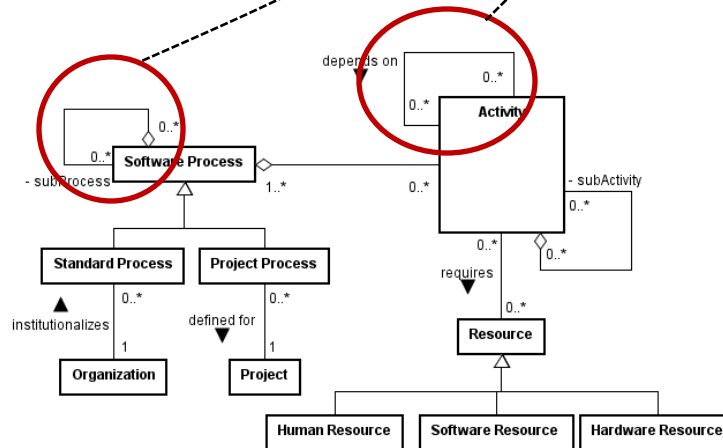 depends on
0..*
0..*
Activity
0..*
0..*
Software Process
- subProcess
1..*
0..*
- subActivity
0..*
0..*
0..*
requires
Standard Process
Project Process
0..*
0..*
institutionalizes
defined for
0..*
Resource
1
1
Organization
Project
Human Resource
Software Resource
Hardware Resource